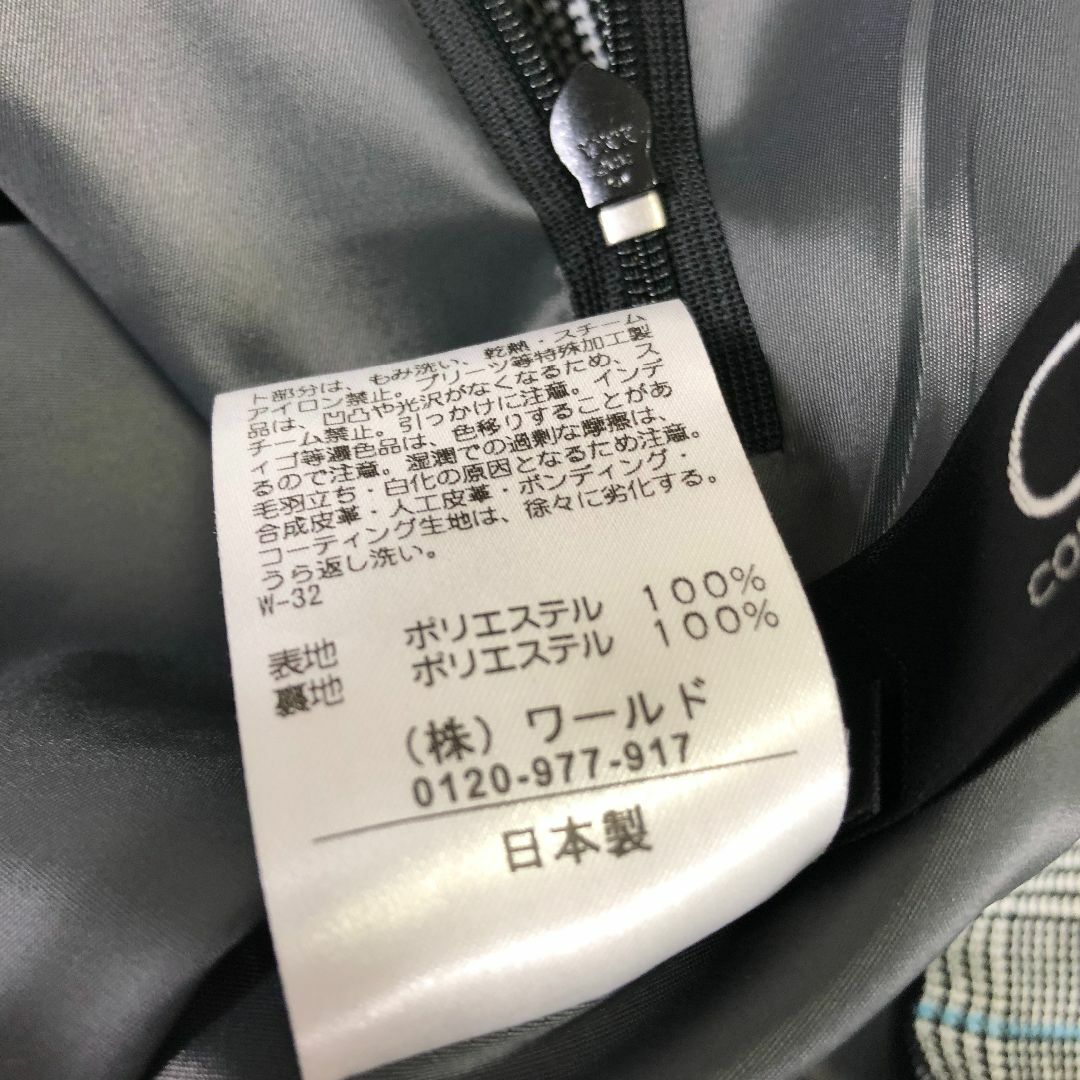 ト部分は、もみ洗い、乾熱・スチーム
アイロン禁止。プリーツ等特殊加工製
品は、凹凸や光沢がなくなるため、ス
チーム禁止。引っかけに注意。インデ
ィゴ等濃色品は、色移りすることがあ
るので注意。湿潤での過剰な摩擦は、
毛羽立ち・白化の原因となるため注意。
合成皮革・人工皮革・ボンディング・
コーティング生地は、徐々に劣化する。
うら返し洗い。
W-32
表地 ポリエステル 100%
裏地 ポリエステル 100%
(株) ワールド
0120-977-917
日本製